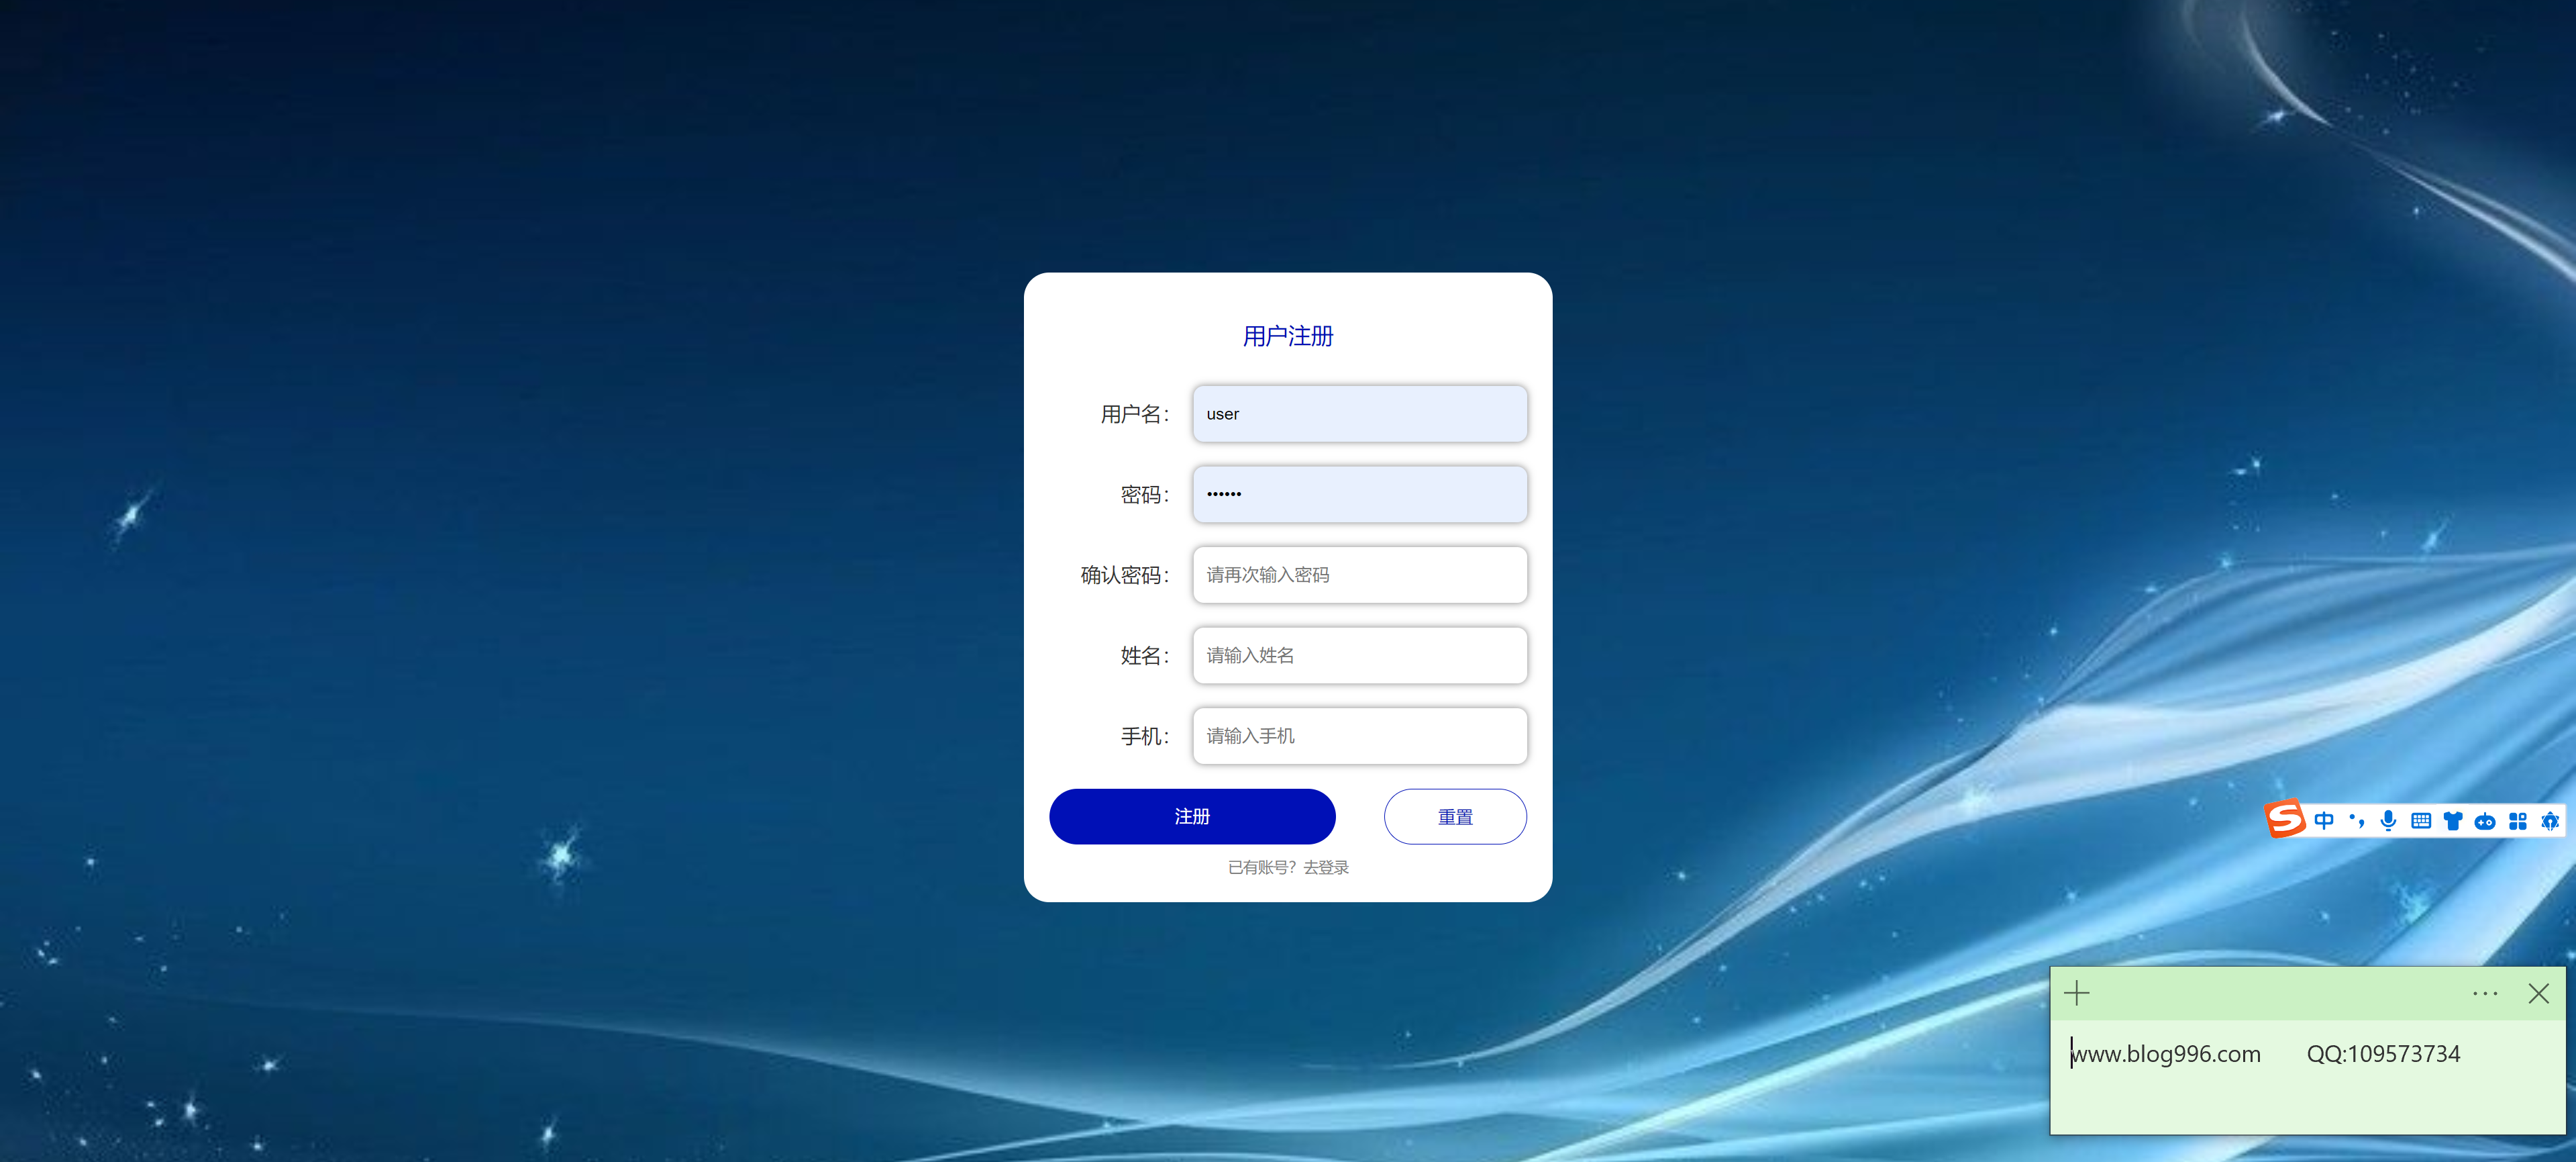 用户注册
用户名：
user
密码：
••••••
确认密码：
请再次输入密码
姓名：
请输入姓名
手机：
请输入手机
注册
重置
已有账号？去登录
S 中
www.blog996.com QQ:109573734